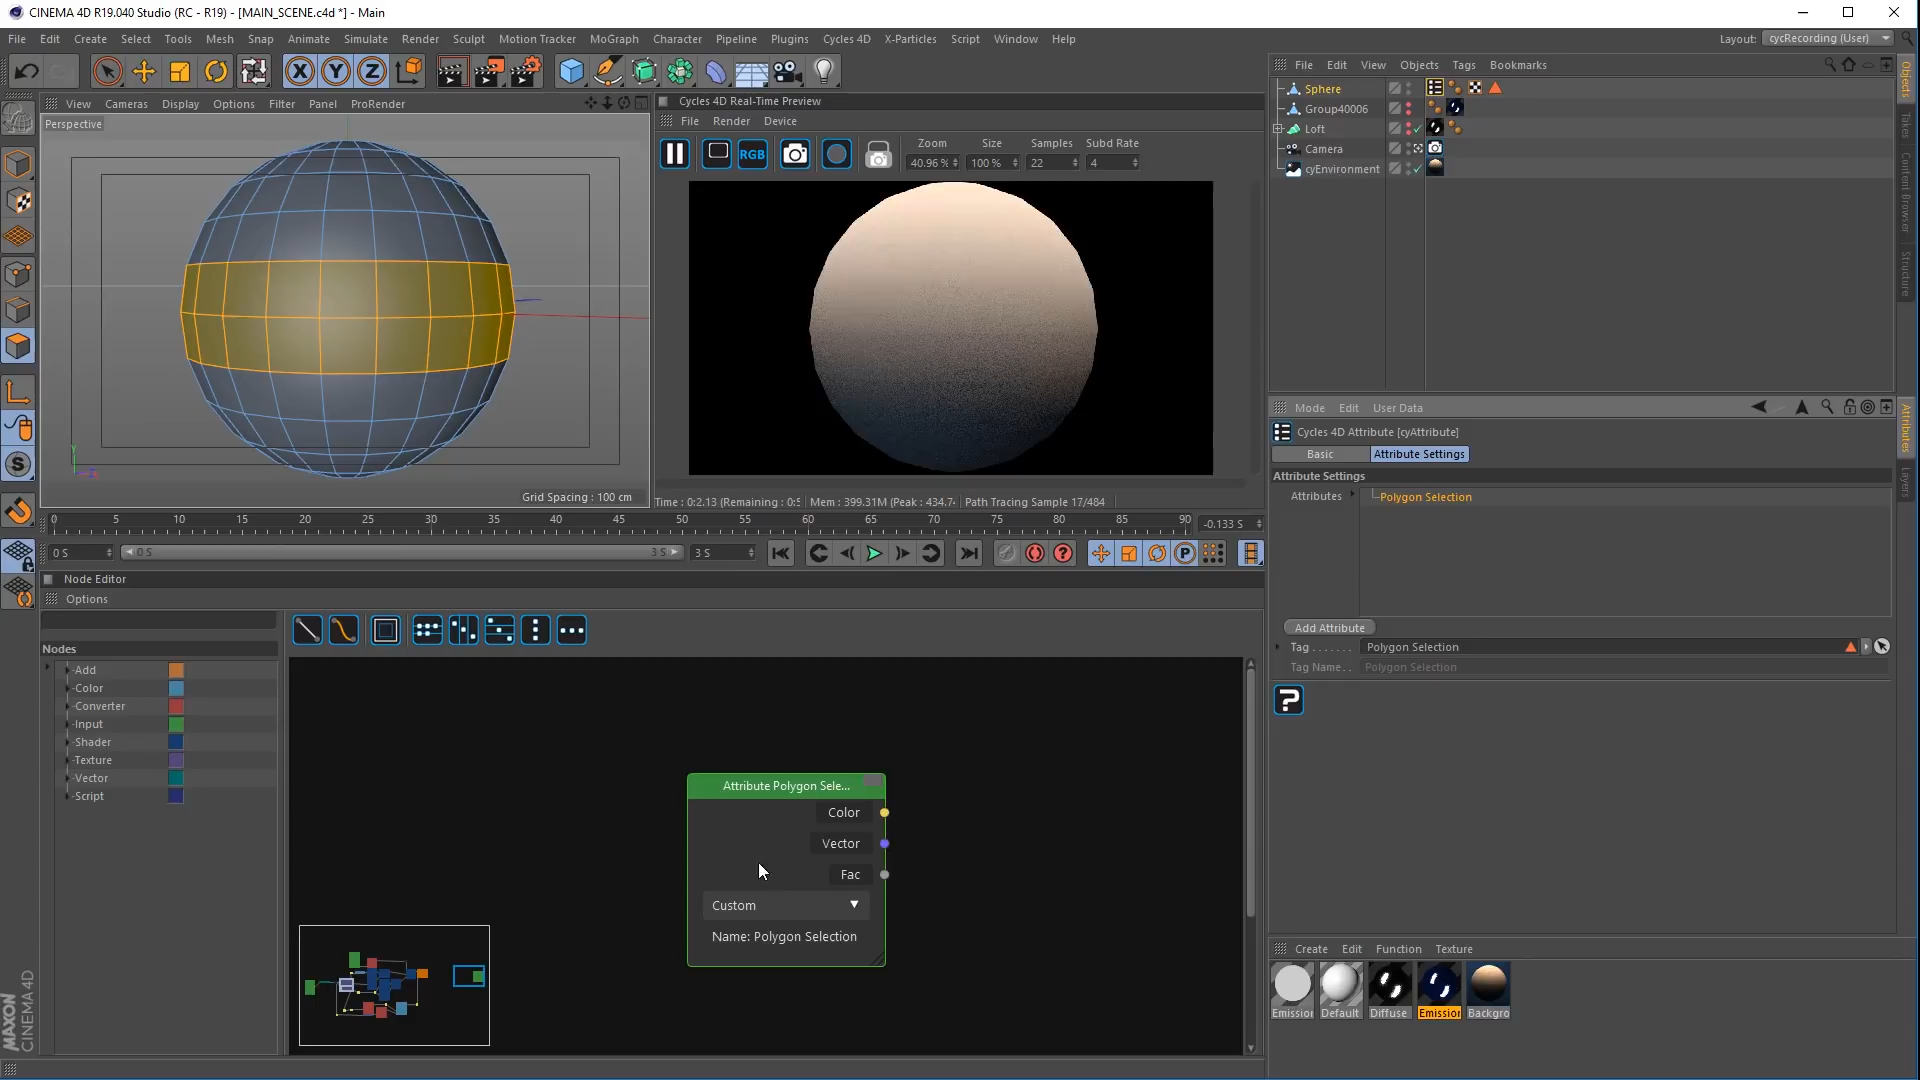 CINEMA 4D R19.040 Studio (RC - R19) - [MAIN_SCENE.c4d *] - Main
File Edit Create Select Tools Mesh Snap Animate Simulate Render Sculpt Motion Tracker MoGraph Character Pipeline Plugins Cycles 4D X-Particles Script Window Help
Layout: cycRecording (User)
X Y Z
File Edit View Objects Tags Bookmarks
Sphere
Group40006
Loft
Camera
cyEnvironment
Objects
Takes
Content Browser
Structure
View Cameras Display Options Filter Panel ProRender
Perspective
Grid Spacing : 100 cm
Cycles 4D Real-Time Preview
File Render Device
RGB
Zoom Size Samples Subd Rate
40.96 % 100 % 22 4
Time : 0:2.13 (Remaining : 0:5 Mem : 399.31M (Peak : 434.7 Path Tracing Sample 17/484
0 5 10 15 20 25 30 35 40 45 50 55 60 65 70 75 80 85 90 -0.133 S
0 S 0 S 3 S 3 S
P
Mode Edit User Data
Cycles 4D Attribute [cyAttribute]
Basic Attribute Settings
Attribute Settings
Attributes Polygon Selection
Add Attribute
Tag . . . . . . . Polygon Selection
Tag Name. . Polygon Selection
?
Attributes
Layers
Node Editor
Options
Nodes
Add
Color
Converter
Input
Shader
Texture
Vector
Script
Attribute Polygon Sele...
Color
Vector
Fac
Custom
Name: Polygon Selection
Create Edit Function Texture
Emission Default Diffuse Emission Backgro
MAXON
CINEMA 4D